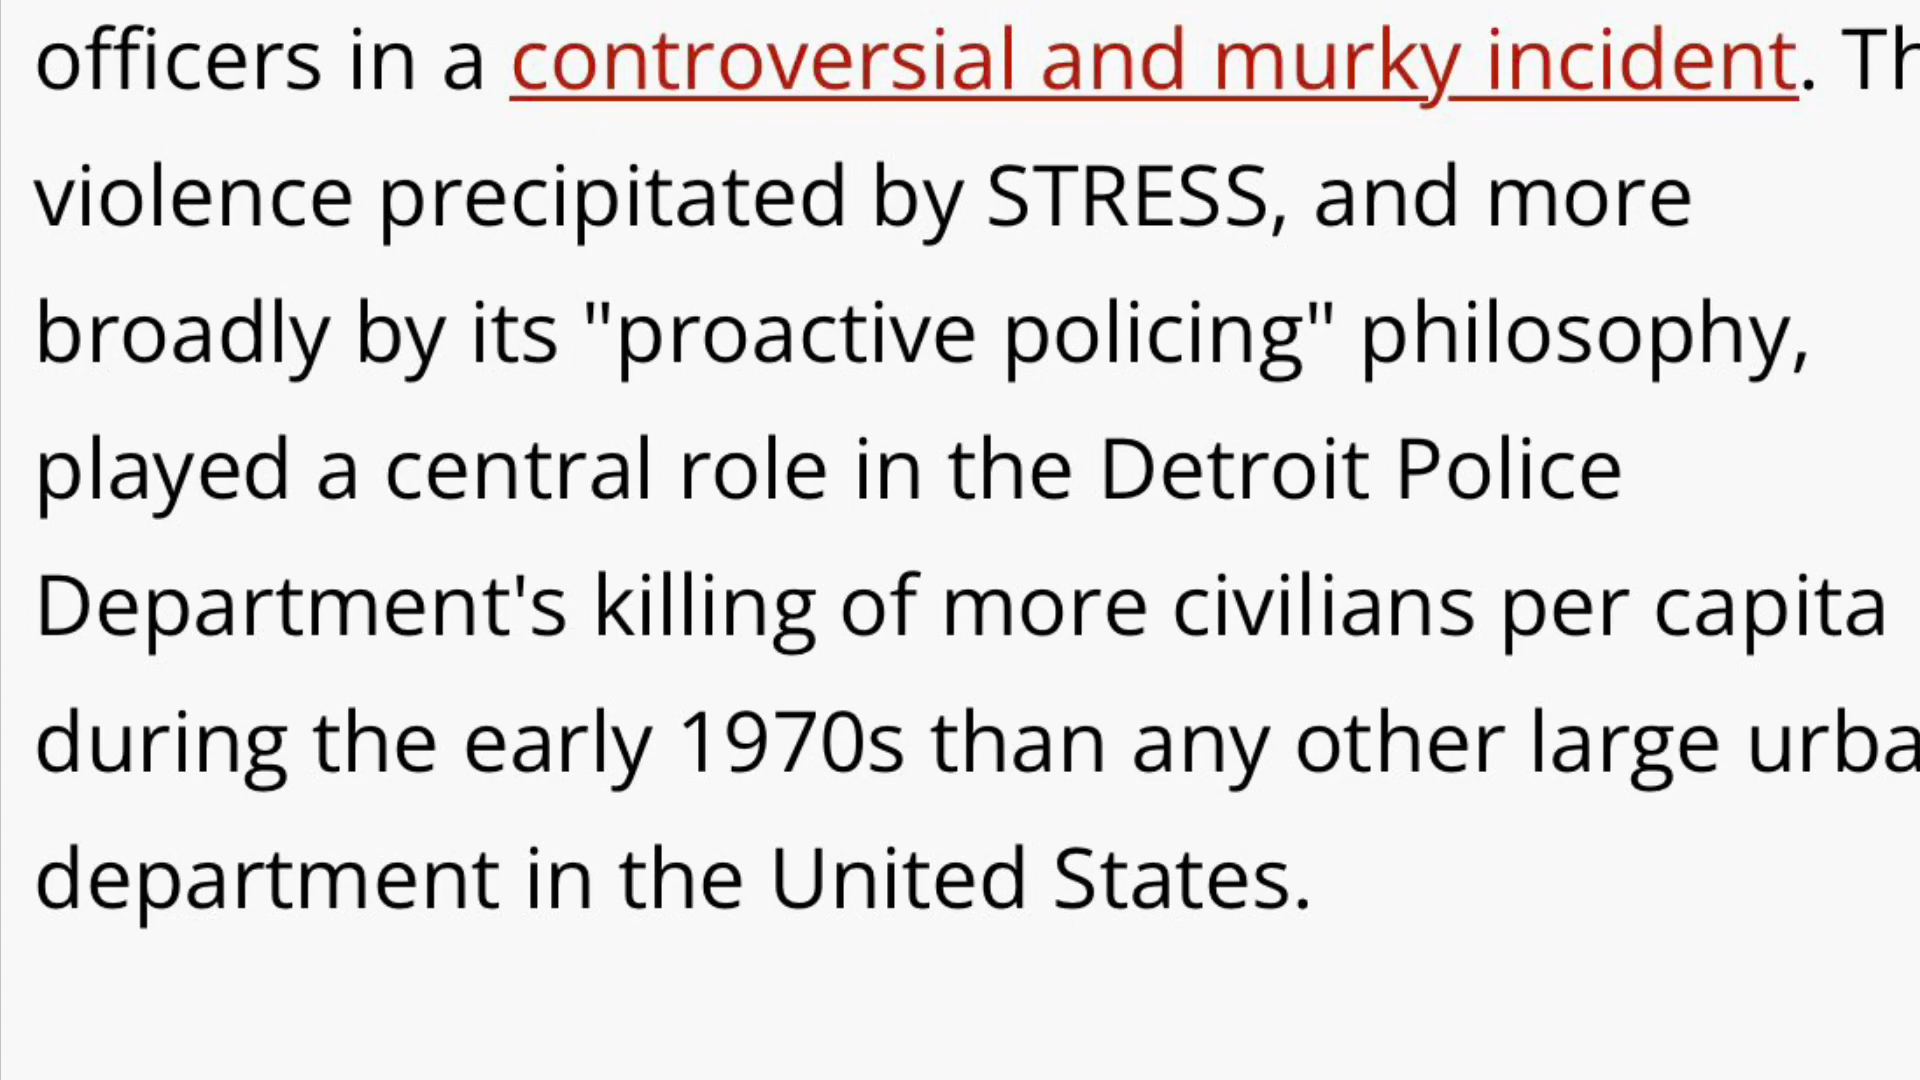 officers in a controversial and murky incident. Th
violence precipitated by STRESS, and more
broadly by its "proactive policing" philosophy,
played a central role in the Detroit Police
Department's killing of more civilians per capita
during the early 1970s than any other large urba
department in the United States.